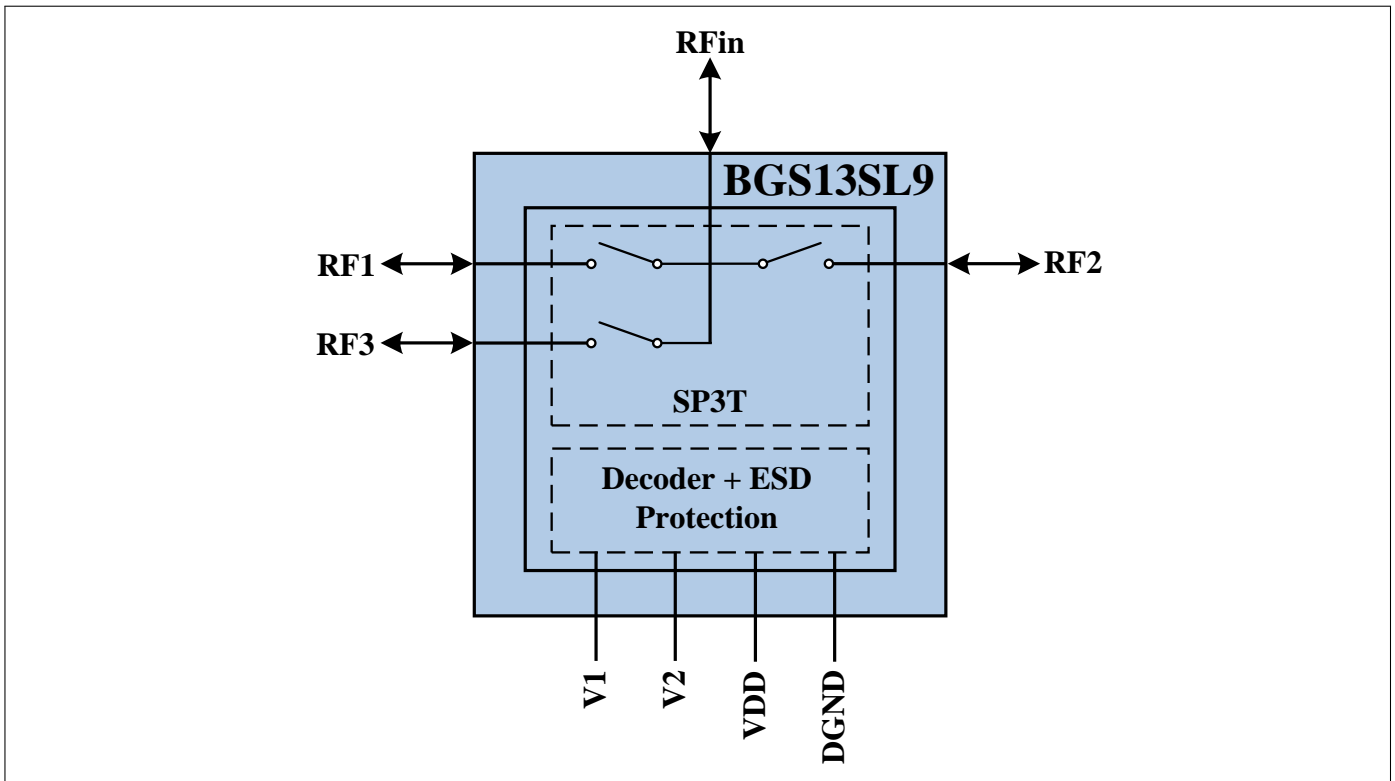 RFin
BGS13SL9
RF1
RF2
RF3
SP3T
Decoder + ESD
Protection
V1
V2
VDD
DGND